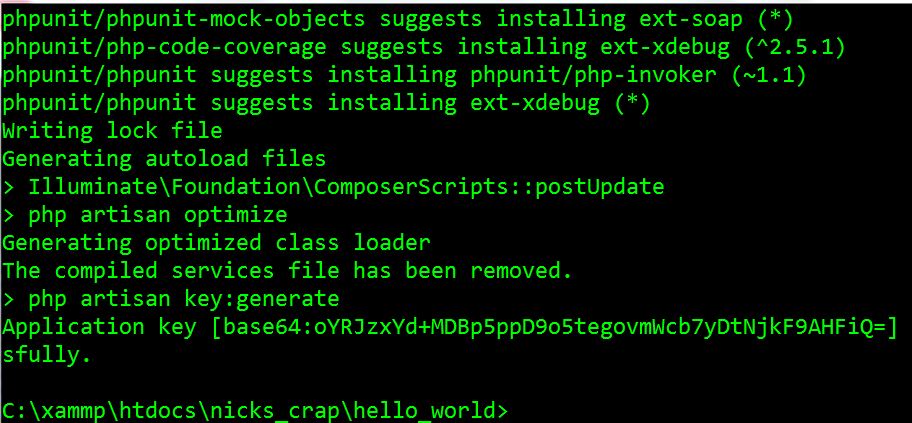 phpunit/phpunit-mock-objects suggests installing ext-soap (*)
phpunit/php-code-coverage suggests installing ext-xdebug (^2.5.1)
phpunit/phpunit suggests installing phpunit/php-invoker (~1.1)
phpunit/phpunit suggests installing ext-xdebug (*)
Writing lock file
Generating autoload files
> Illuminate\Foundation\ComposerScripts::postUpdate
> php artisan optimize
Generating optimized class loader
The compiled services file has been removed.
> php artisan key:generate
Application key [base64:oYRJzxYd+MDBp5ppD9o5tegovmWcb7yDtNjkF9AHFiQ=]
sfully.
C:\xammp\htdocs\nicks_crap\hello_world>